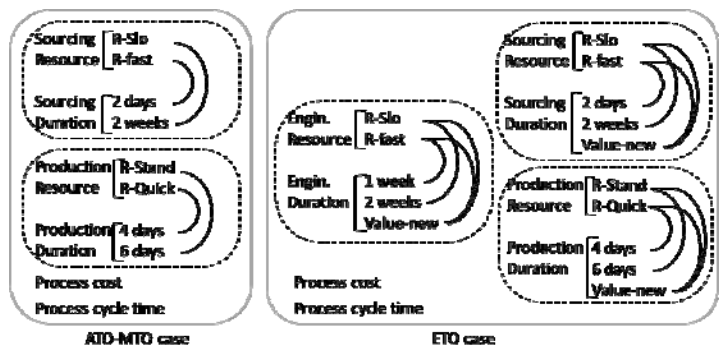 Sourcing R-Slo
Resource R-fast
Sourcing 2 days
Duration 2 weeks
Production R-Stand
Resource R-Quick
Production 4 days
Duration 6 days
Process cost
Process cycle time
ATO-MTO case
Engin. R-Slo
Resource R-fast
Engin. 1 week
Duration 2 weeks
Value-new
Sourcing R-Slo
Resource R-fast
Sourcing 2 days
Duration 2 weeks
Value-new
Production R-Stand
Resource R-Quick
Production 4 days
Duration 6 days
Value-new
Process cost
Process cycle time
ETO case